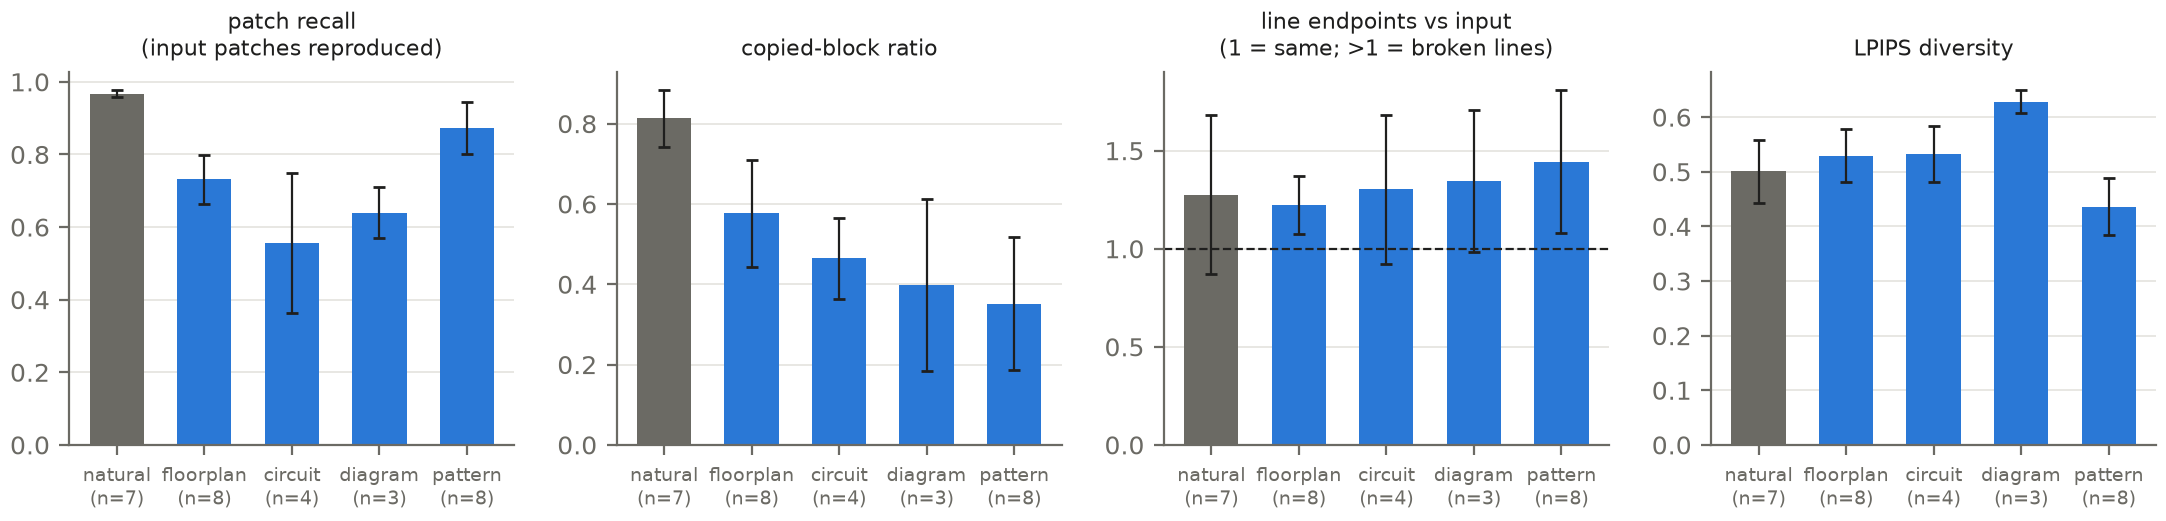 patch recall
(input patches reproduced)
1.0
0.8
0.6
0.4
0.2
0.0
natural
(n=7)
floorplan
(n=8)
circuit
(n=4)
diagram
(n=3)
pattern
(n=8)
copied-block ratio
0.8
0.6
0.4
0.2
0.0
natural
(n=7)
floorplan
(n=8)
circuit
(n=4)
diagram
(n=3)
pattern
(n=8)
line endpoints vs input
(1 = same; >1 = broken lines)
1.5
1.0
0.5
0.0
natural
(n=7)
floorplan
(n=8)
circuit
(n=4)
diagram
(n=3)
pattern
(n=8)
LPIPS diversity
0.6
0.5
0.4
0.3
0.2
0.1
0.0
natural
(n=7)
floorplan
(n=8)
circuit
(n=4)
diagram
(n=3)
pattern
(n=8)